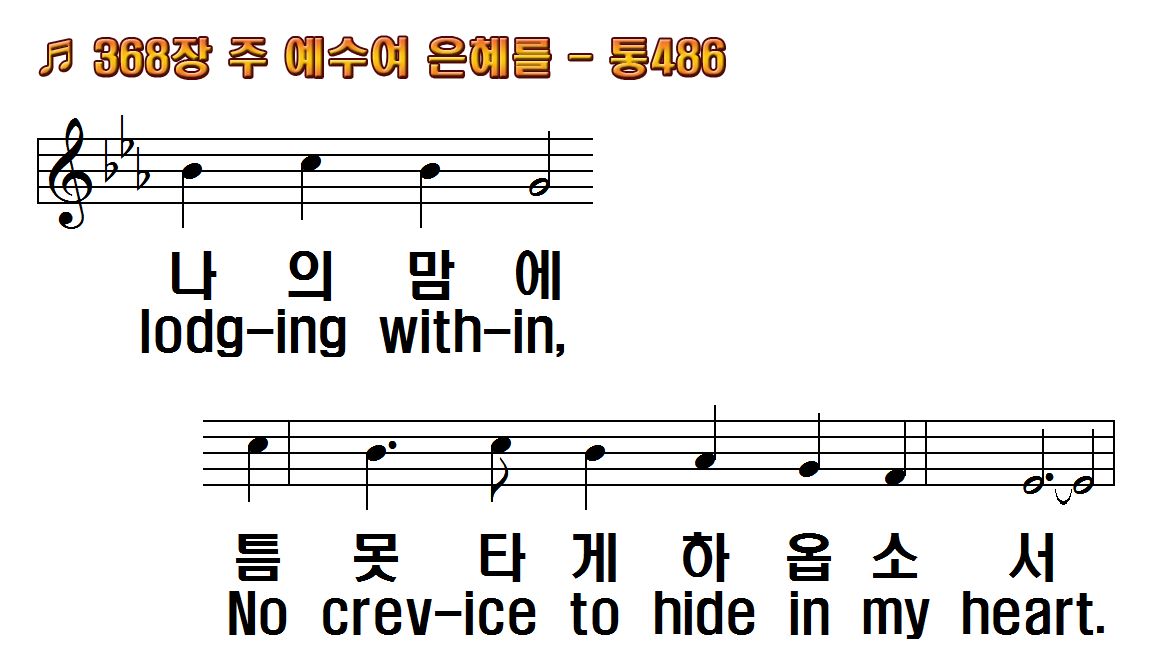 ♬ 368장 주 예수여 은혜를 - 통486
나 의 맘 에
lodg-ing with-in,
틈 못 타 게 하 옵 소 서
No crev-ice to hide in my heart.